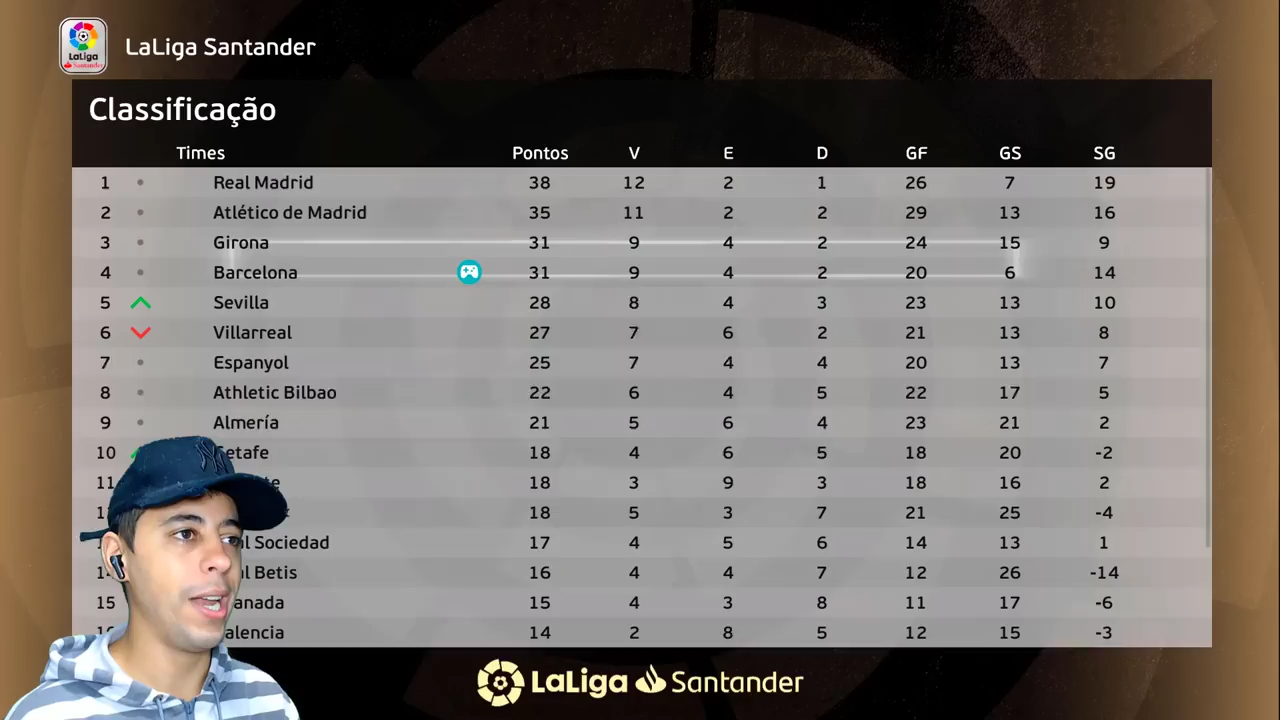 LaLiga Santander
LaLiga
Santander
Classificação
Times Pontos V E D GF GS SG
1 Real Madrid 38 12 2 1 26 7 19
2 Atlético de Madrid 35 11 2 2 29 13 16
3 Girona 31 9 4 2 24 15 9
4 Barcelona 31 9 4 2 20 6 14
5 Sevilla 28 8 4 3 23 13 10
6 Villarreal 27 7 6 2 21 13 8
7 Espanyol 25 7 4 4 20 13 7
8 Athletic Bilbao 22 6 4 5 22 17 5
9 Almería 21 5 6 4 23 21 2
10 etafe 18 4 6 5 18 20 -2
11 18 3 9 3 18 16 2
18 5 3 7 21 25 -4
Sociedad 17 4 5 6 14 13 1
Betis 16 4 4 7 12 26 -14
15 anada 15 4 3 8 11 17 -6
alencia 14 2 8 5 12 15 -3
LaLiga Santander